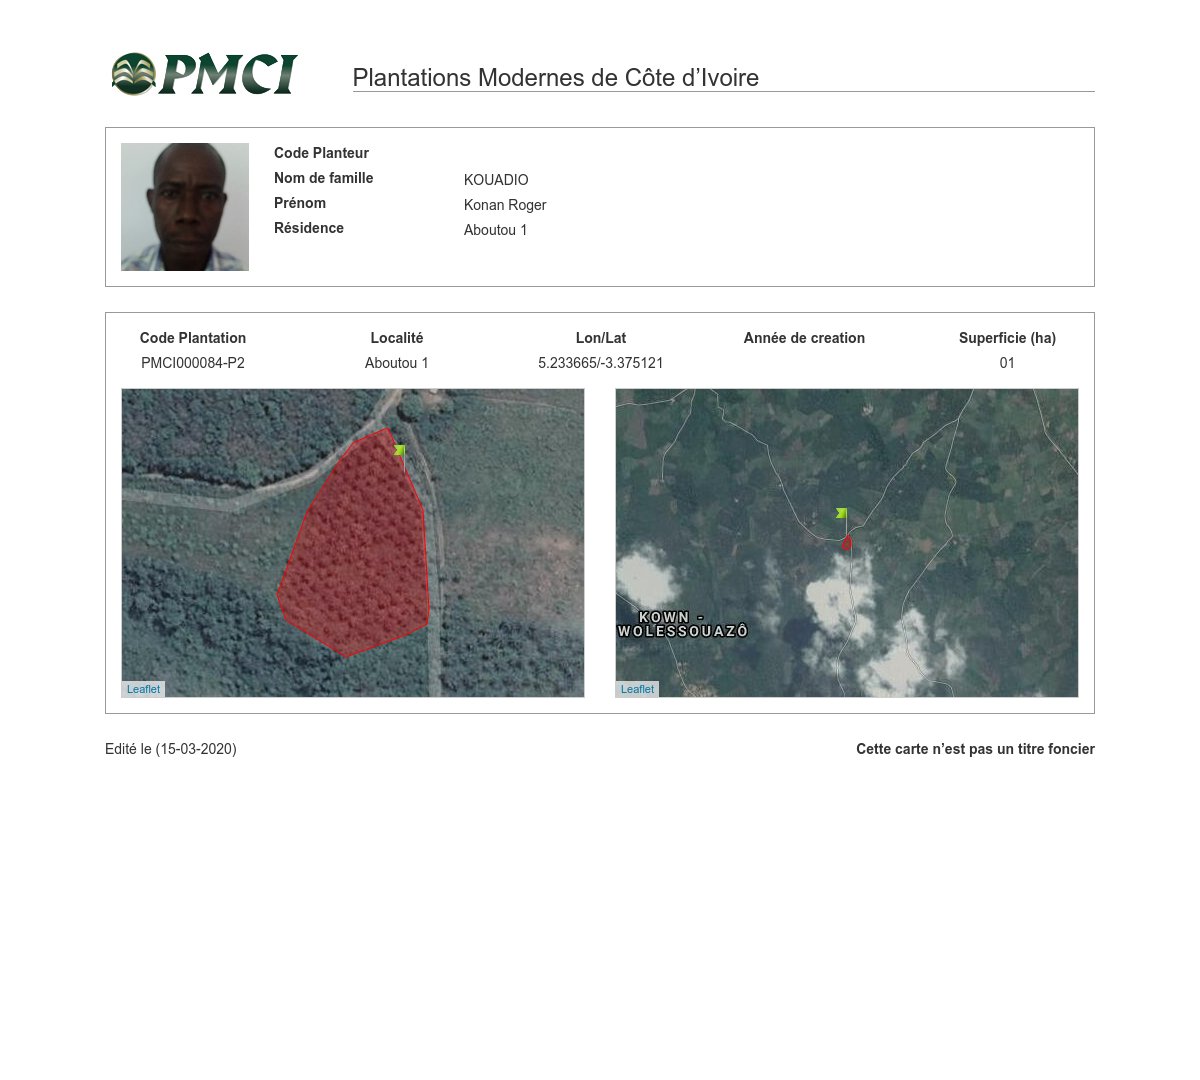 PMCI
Plantations Modernes de Côte d’Ivoire
Code Planteur
Nom de famille KOUADIO
Prénom Konan Roger
Résidence Aboutou 1
Code Plantation Localité Lon/Lat Année de creation Superficie (ha)
PMCI000084-P2 Aboutou 1 5.233665/-3.375121 01
KOWN -
WOLESSOUAZÔ
Leaflet Leaflet
Edité le (15-03-2020) Cette carte n’est pas un titre foncier